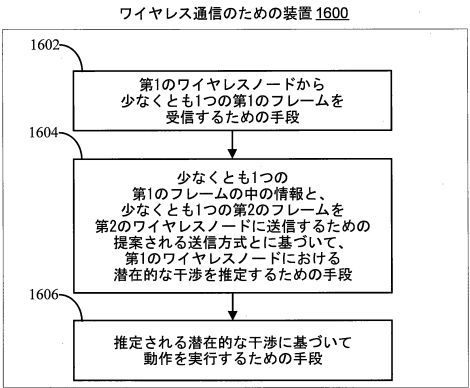 ワイヤレス通信のための装置 1600
1602
第1のワイヤレスノードから
少なくとも1つの第1のフレームを
受信するための手段
1604
少なくとも1つの
第1のフレームの中の情報と、
少なくとも1つの第2のフレームを
第2のワイヤレスノードに送信するための
提案される送信方式とに基づいて、
第1のワイヤレスノードにおける
潜在的な干渉を推定するための手段
1606
推定される潜在的な干渉に基づいて
動作を実行するための手段